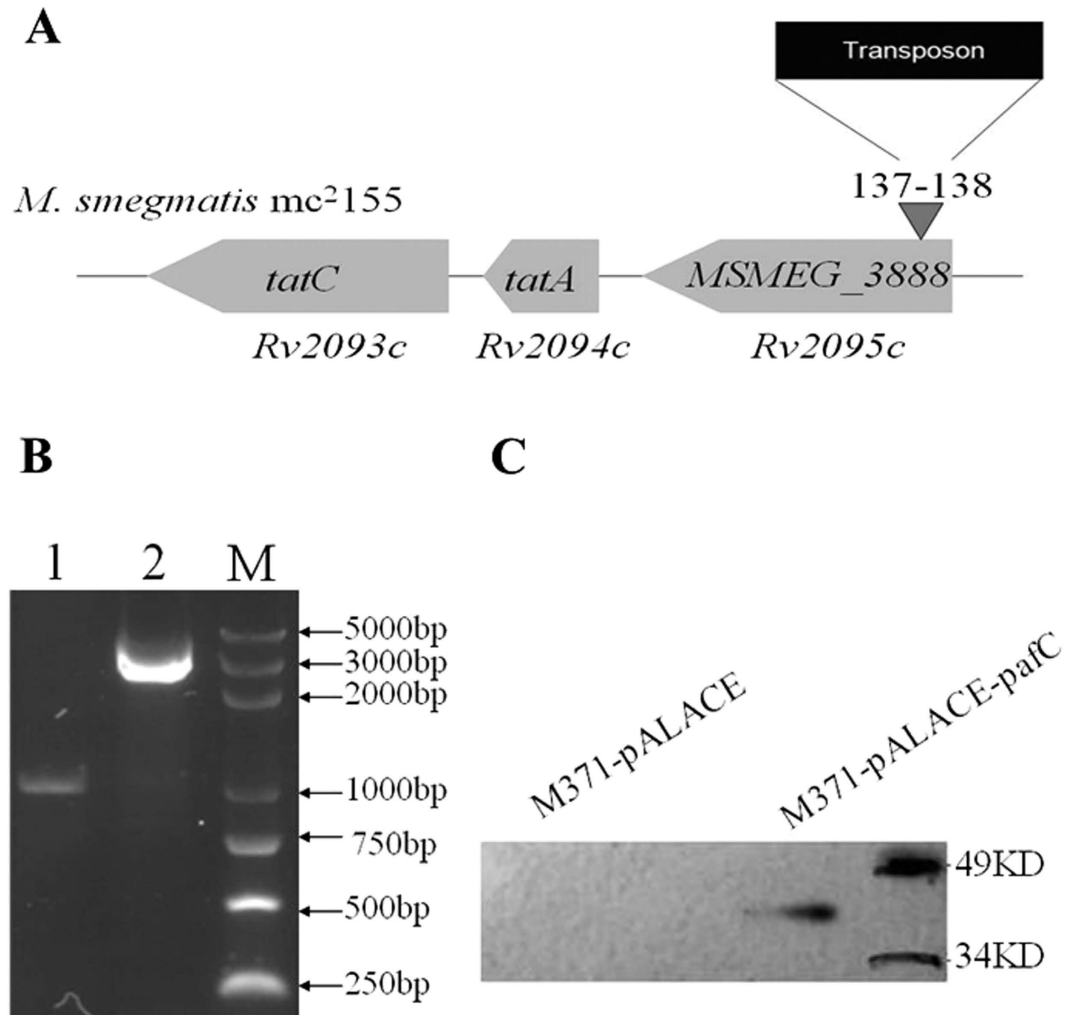 A
Transposon
137-138
M. smegmatis mc²155
tatC tatA MSMEG_3888
Rv2093c Rv2094c Rv2095c
B
1 2 M
5000bp
3000bp
2000bp
1000bp
750bp
500bp
250bp
C
M371-pALACE
M371-pALACE-pafC
49KD
34KD